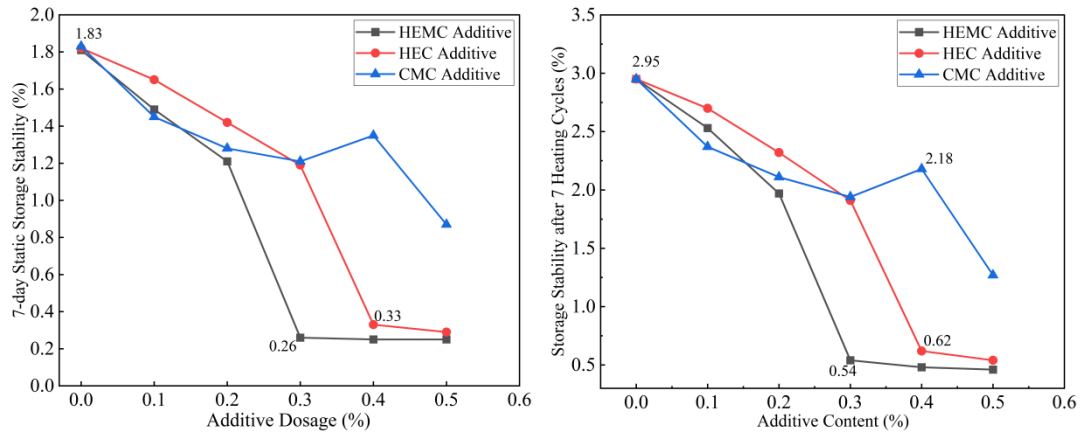 7-day Static Storage Stability (%)
2.0
1.8
1.6
1.4
1.2
1.0
0.8
0.6
0.4
0.2
0.0
1.83
0.33
0.26
HEMC Additive
HEC Additive
CMC Additive
0.0 0.1 0.2 0.3 0.4 0.5 0.6
Additive Dosage (%)
Storage Stability after 7 Heating Cycles (%)
3.5
3.0
2.5
2.0
1.5
1.0
0.5
2.95
2.18
0.62
0.54
HEMC Additive
HEC Additive
CMC Additive
0.0 0.1 0.2 0.3 0.4 0.5 0.6
Additive Content (%)